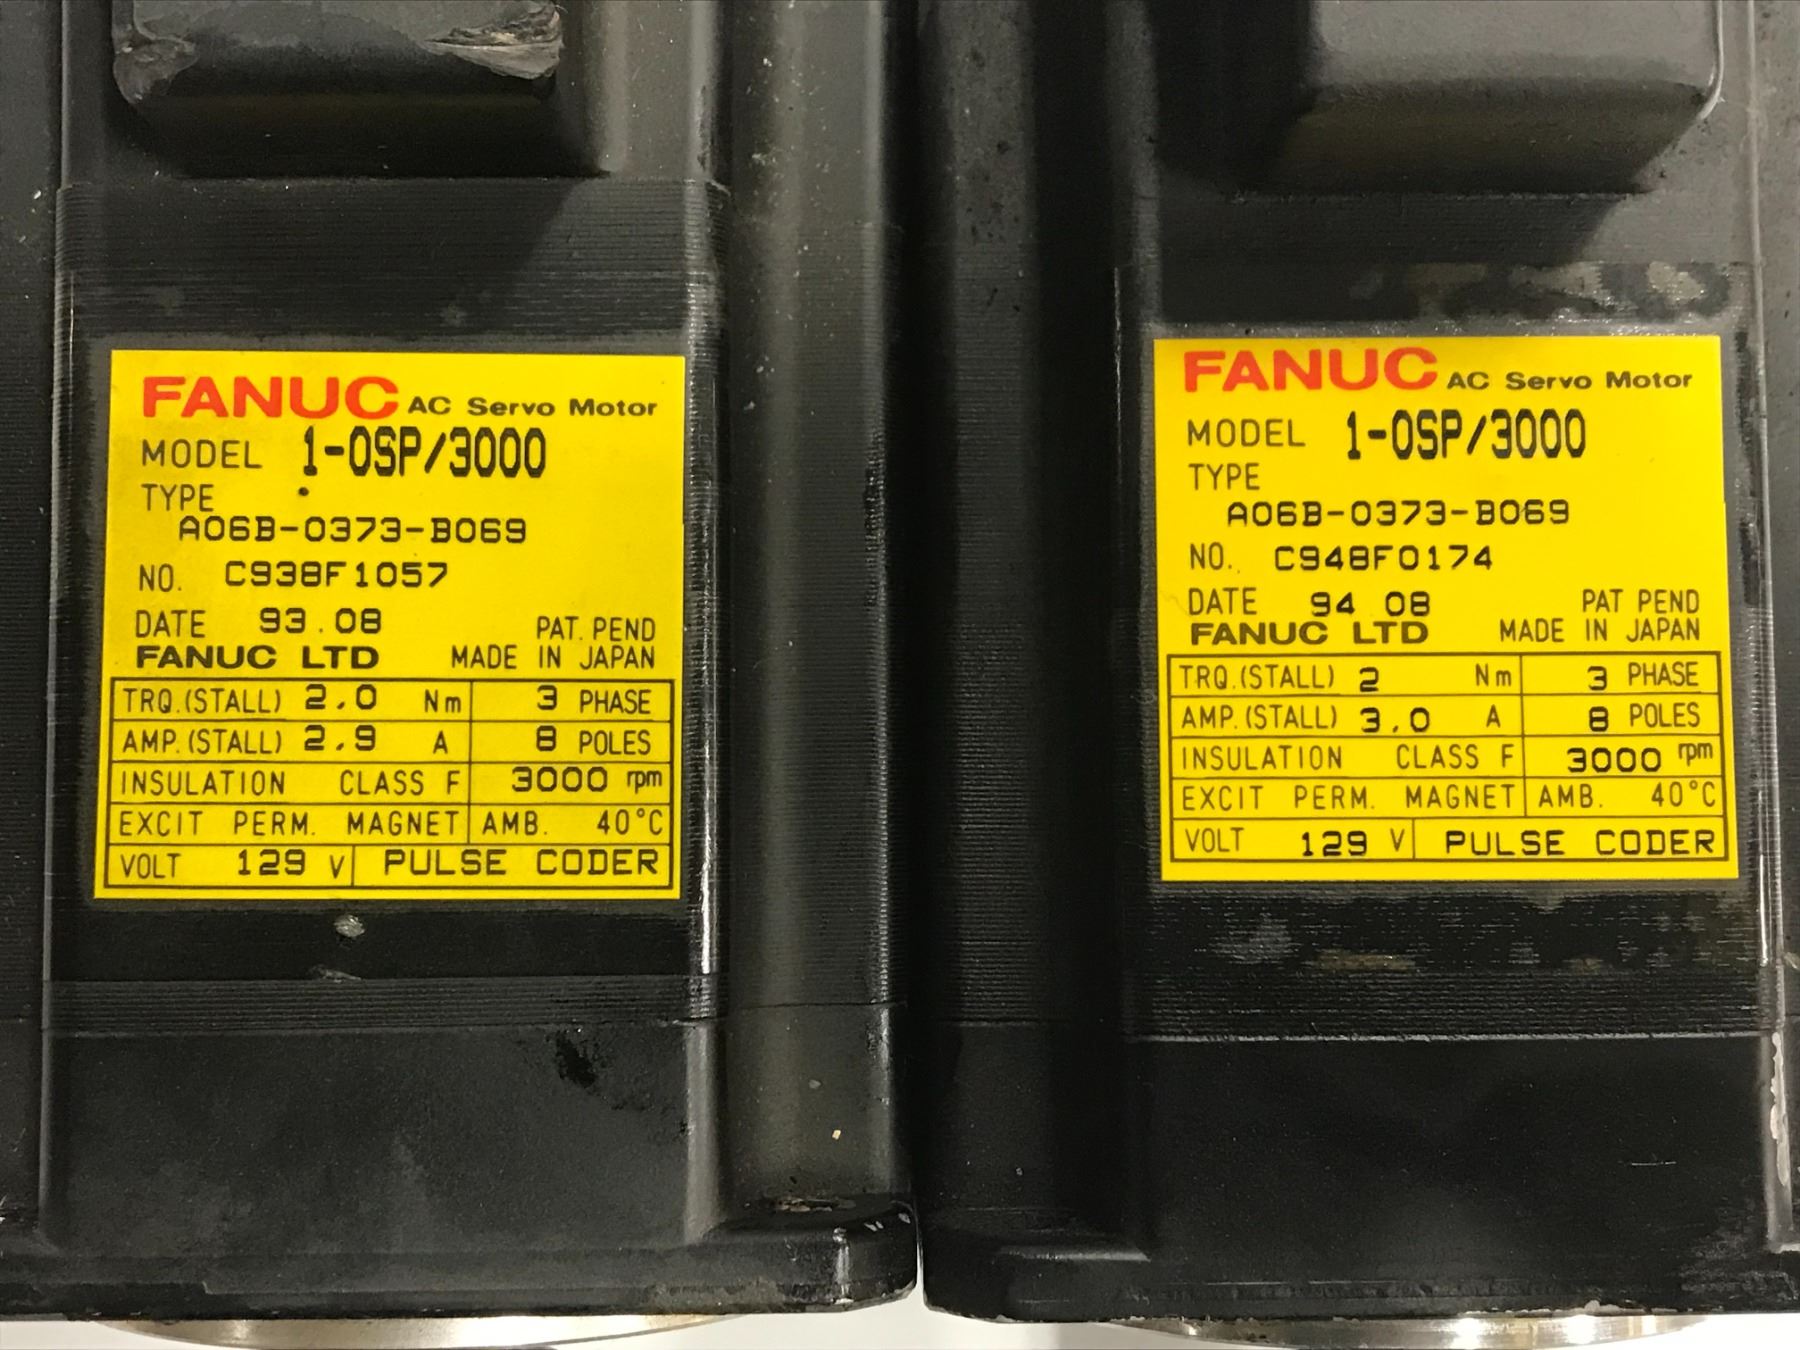 FANUC AC Servo Motor
MODEL 1-0SP/3000
TYPE
A06B-0373-B069
NO. C938F1057
DATE 93.08 PAT. PEND
FANUC LTD MADE IN JAPAN
TRQ.(STALL) 2.0 Nm 3 PHASE
AMP.(STALL) 2.9 A 8 POLES
INSULATION CLASS F 3000 rpm
EXCIT PERM. MAGNET AMB. 40°C
VOLT 129 V PULSE CODER
FANUC AC Servo Motor
MODEL 1-0SP/3000
TYPE
A06B-0373-B069
NO. C948F0174
DATE 94 08 PAT PEND
FANUC LTD MADE IN JAPAN
TRQ.(STALL) 2 Nm 3 PHASE
AMP.(STALL) 3.0 A 8 POLES
INSULATION CLASS F 3000 rpm
EXCIT PERM. MAGNET AMB. 40°C
VOLT 129 V PULSE CODER